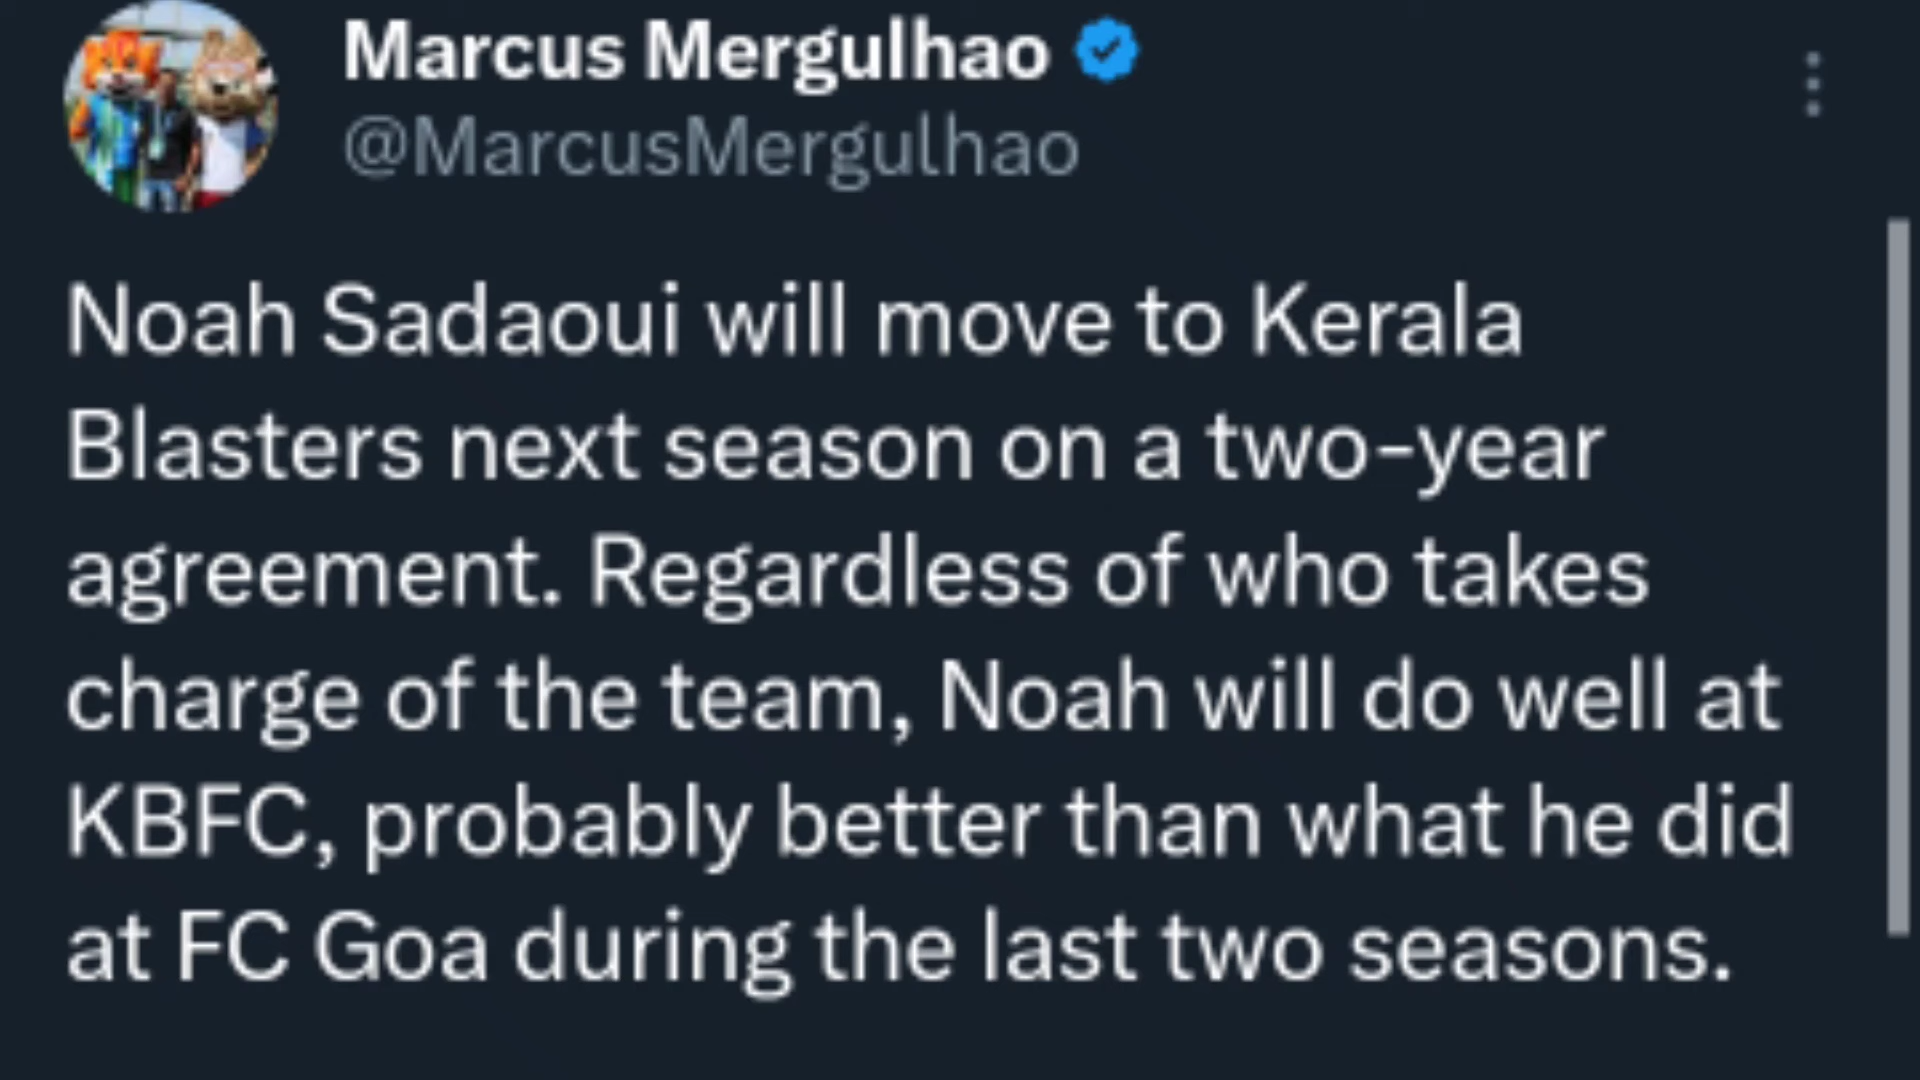 Marcus Mergulhao
@MarcusMergulhao
Noah Sadaoui will move to Kerala
Blasters next season on a two-year
agreement. Regardless of who takes
charge of the team, Noah will do well at
KBFC, probably better than what he did
at FC Goa during the last two seasons.